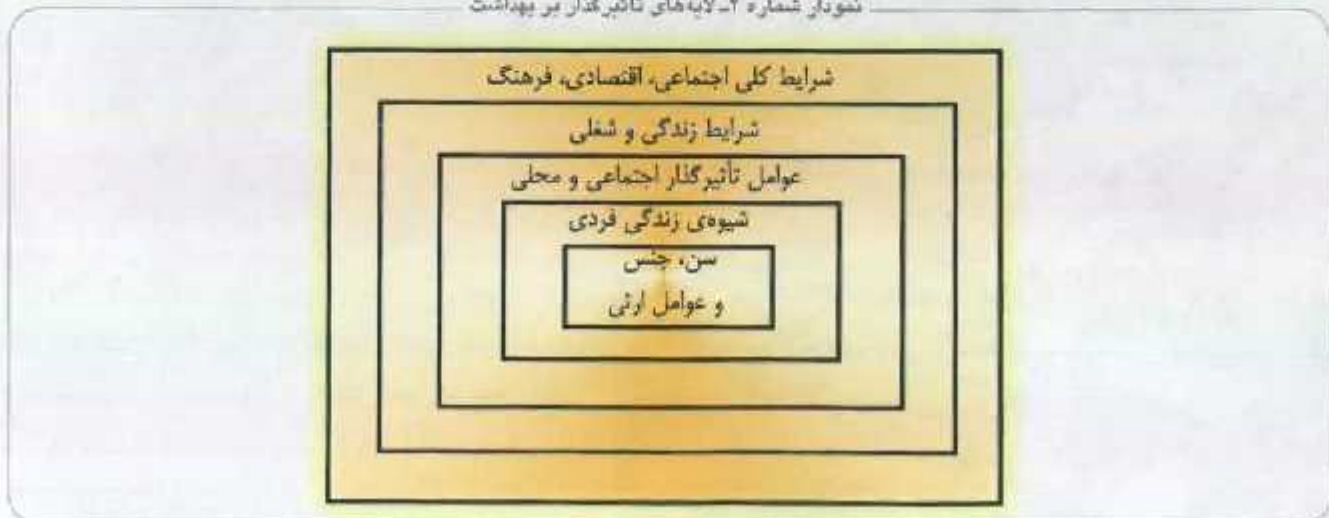 نمودار شماره ۲ـ لایه‌های تأثیرگذار بر بهداشت
شرایط کلی اجتماعی، اقتصادی، فرهنگ
شرایط زندگی و شغلی
عوامل تأثیرگذار اجتماعی و محلی
شیوه‌ی زندگی فردی
سن، جنس
و عوامل ارثی